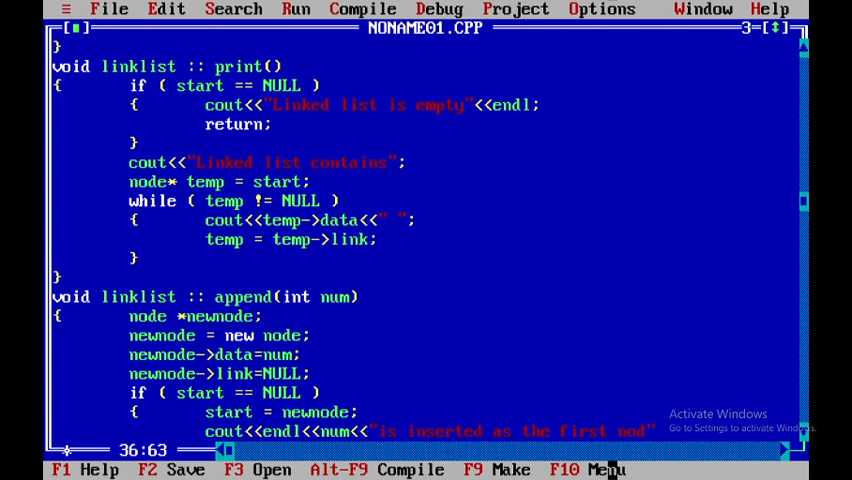 ≡ File Edit Search Run Compile Debug Project Options Window Help
[■] NONAME01.CPP 3=[↕]
}
void linklist :: print()
{ if ( start == NULL )
{ cout<<"Linked list is empty"<<endl;
return;
}
cout<<"Linked list contains";
node* temp = start;
while ( temp != NULL )
{ cout<<temp->data<<" ";
temp = temp->link;
}
}
void linklist :: append(int num)
{ node *newnode;
newnode = new node;
newnode->data=num;
newnode->link=NULL;
if ( start == NULL )
{ start = newnode;
cout<<endl<<num<<"is inserted as the first nod"
Activate Windows
Go to Settings to activate Windows.
* 36:63
F1 Help F2 Save F3 Open Alt-F9 Compile F9 Make F10 Menu